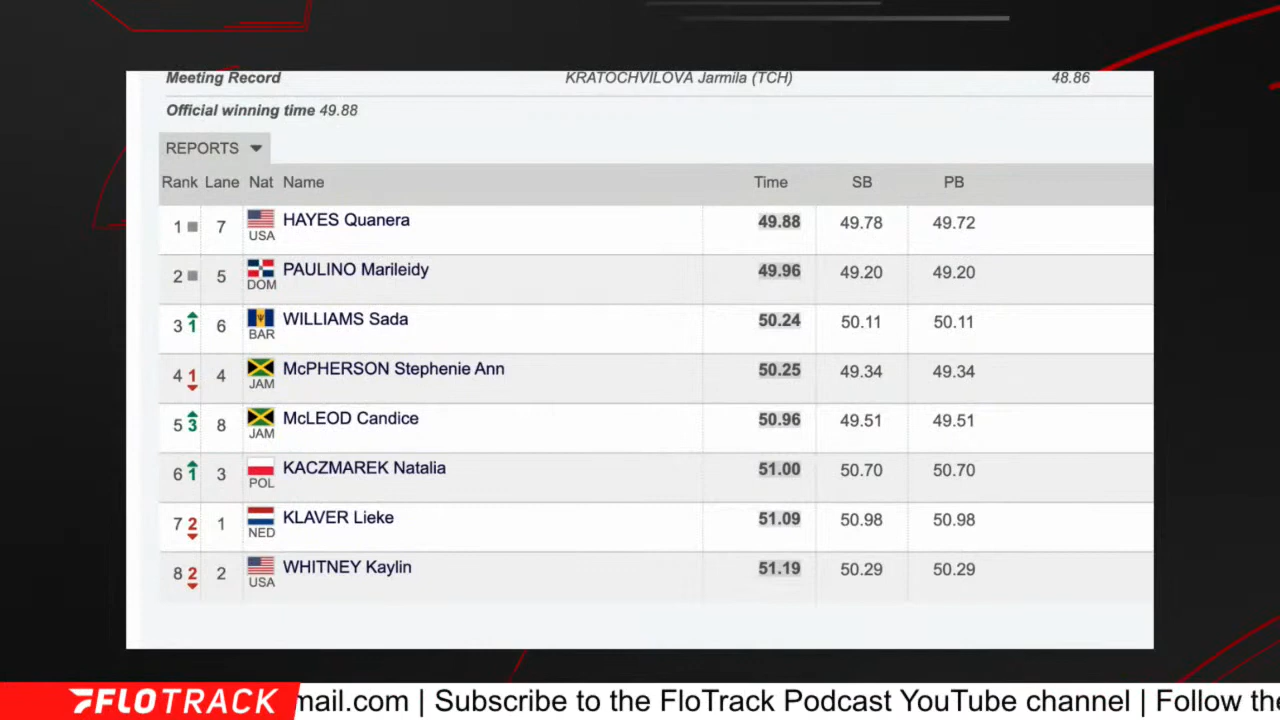 Meeting Record KRATOCHVILOVA Jarmila (TCH) 48.86
Official winning time 49.88
REPORTS
Rank Lane Nat Name Time SB PB
1 7 USA HAYES Quanera 49.88 49.78 49.72
2 5 DOM PAULINO Marileidy 49.96 49.20 49.20
3 1 6 BAR WILLIAMS Sada 50.24 50.11 50.11
4 1 4 JAM McPHERSON Stephenie Ann 50.25 49.34 49.34
5 3 8 JAM McLEOD Candice 50.96 49.51 49.51
6 1 3 POL KACZMAREK Natalia 51.00 50.70 50.70
7 2 1 NED KLAVER Lieke 51.09 50.98 50.98
8 2 2 USA WHITNEY Kaylin 51.19 50.29 50.29
FLOTRACK mail.com | Subscribe to the FloTrack Podcast YouTube channel | Follow the